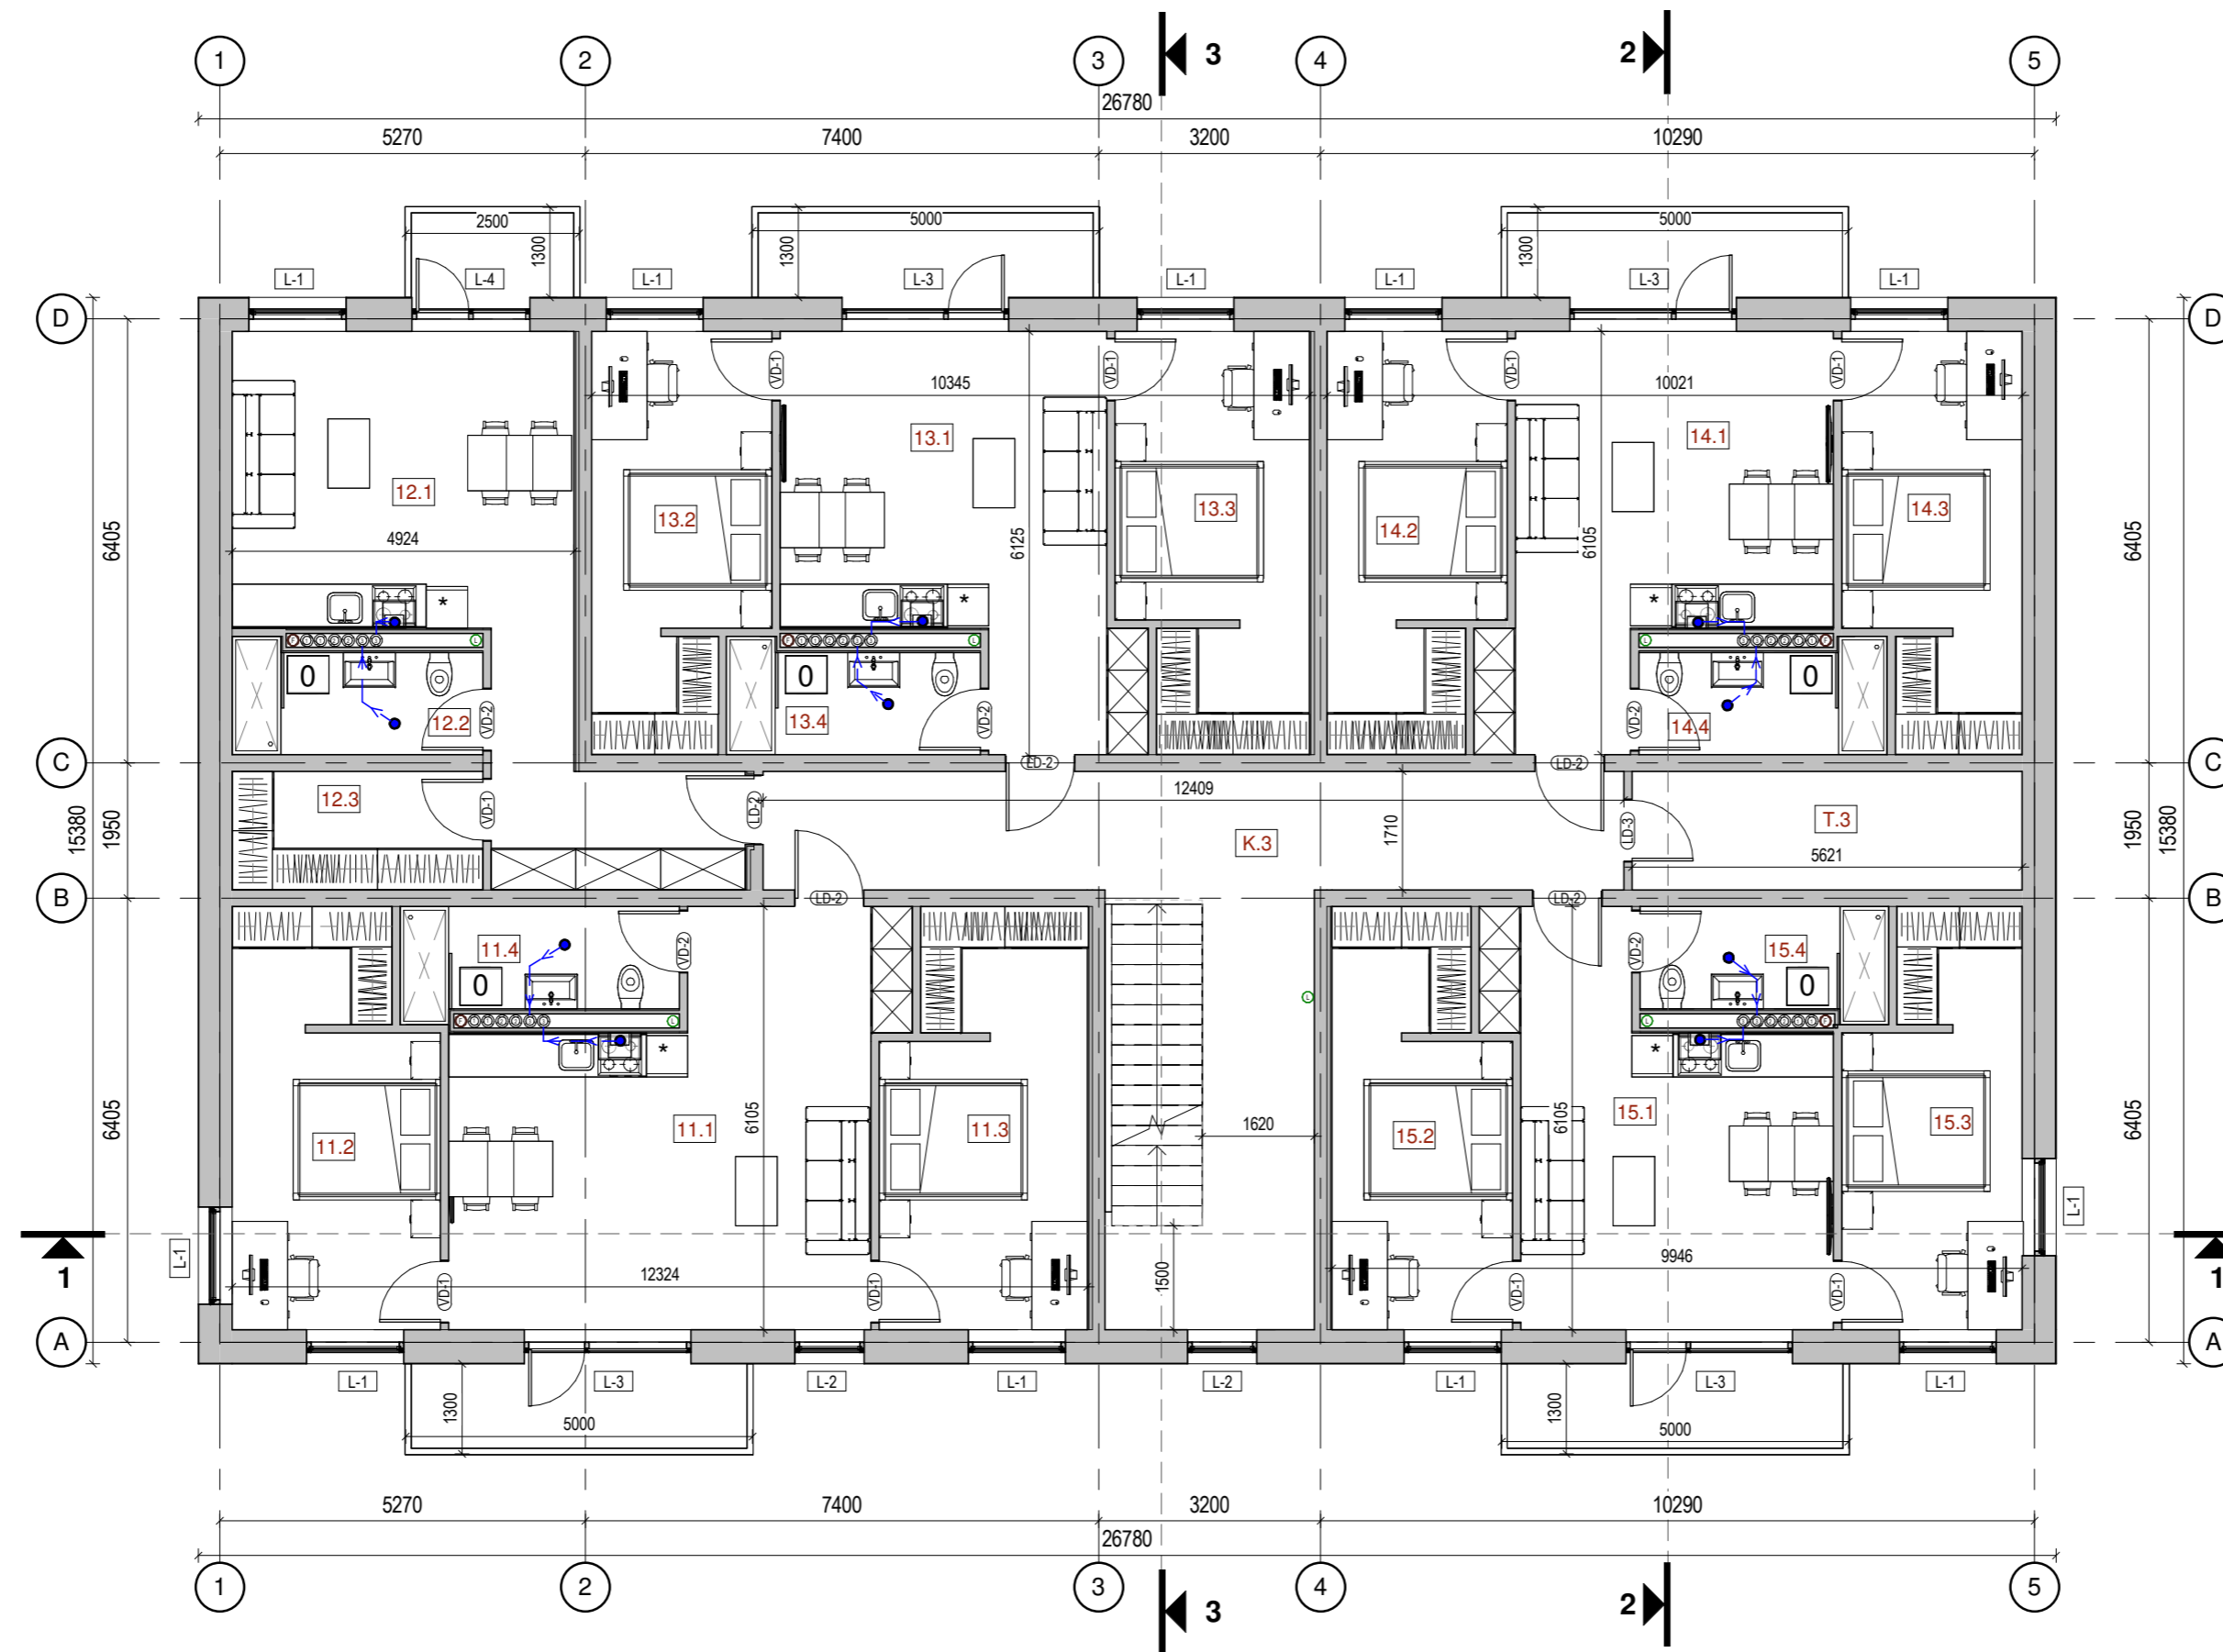 3
2
1
2
3
4
5
26780
5270
7400
3200
10290
2500
1300
5000
1300
5000
1300
L-1
L-4
L-1
L-3
L-1
L-1
L-3
L-1
D
D
VD-1
VD-1
VD-1
VD-1
10345
10021
13.1
14.1
12.1
13.2
13.3
14.2
14.3
4924
6405
6125
6105
6405
*
*
*
0
0
0
12.2
VD-2
13.4
VD-2
VD-2
14.4
C
LD-2
LD-2
C
12.3
VD-1
LD-2
12409
15380
1950
K.3
1710
LD-3
T.3
5621
1950
15380
B
LD-2
LD-2
B
11.4
VD-2
VD-2
15.4
0
0
*
*
11.1
11.2
11.3
6105
1620
15.1
15.2
15.3
6105
6405
6405
L-1
L-1
1
1
12324
1500
9946
VD-1
VD-1
VD-1
VD-1
A
A
L-1
L-3
L-2
L-1
L-2
L-1
L-3
L-1
1300
5000
1300
5000
5270
7400
3200
10290
26780
1
2
3
4
5
3
2